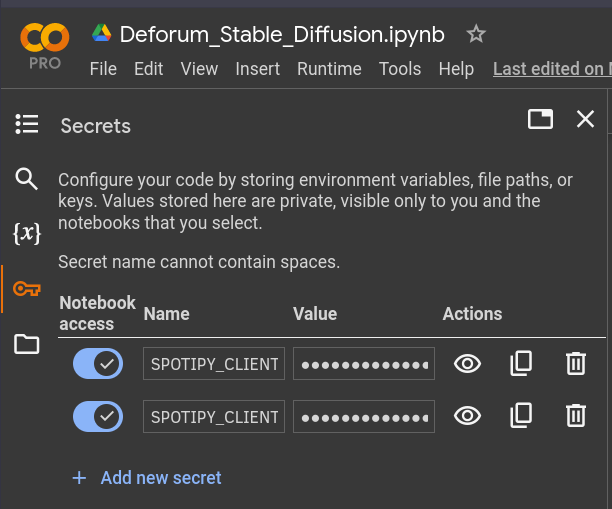 CO
PRO
Deforum_Stable_Diffusion.ipynb
File Edit View Insert Runtime Tools Help Last edited on
Secrets
Configure your code by storing environment variables, file paths, or
keys. Values stored here are private, visible only to you and the
notebooks that you select.
Secret name cannot contain spaces.
{x}
Notebook access Name Value Actions
SPOTIPY_CLIENT •••••••••••••
SPOTIPY_CLIENT •••••••••••••
+ Add new secret